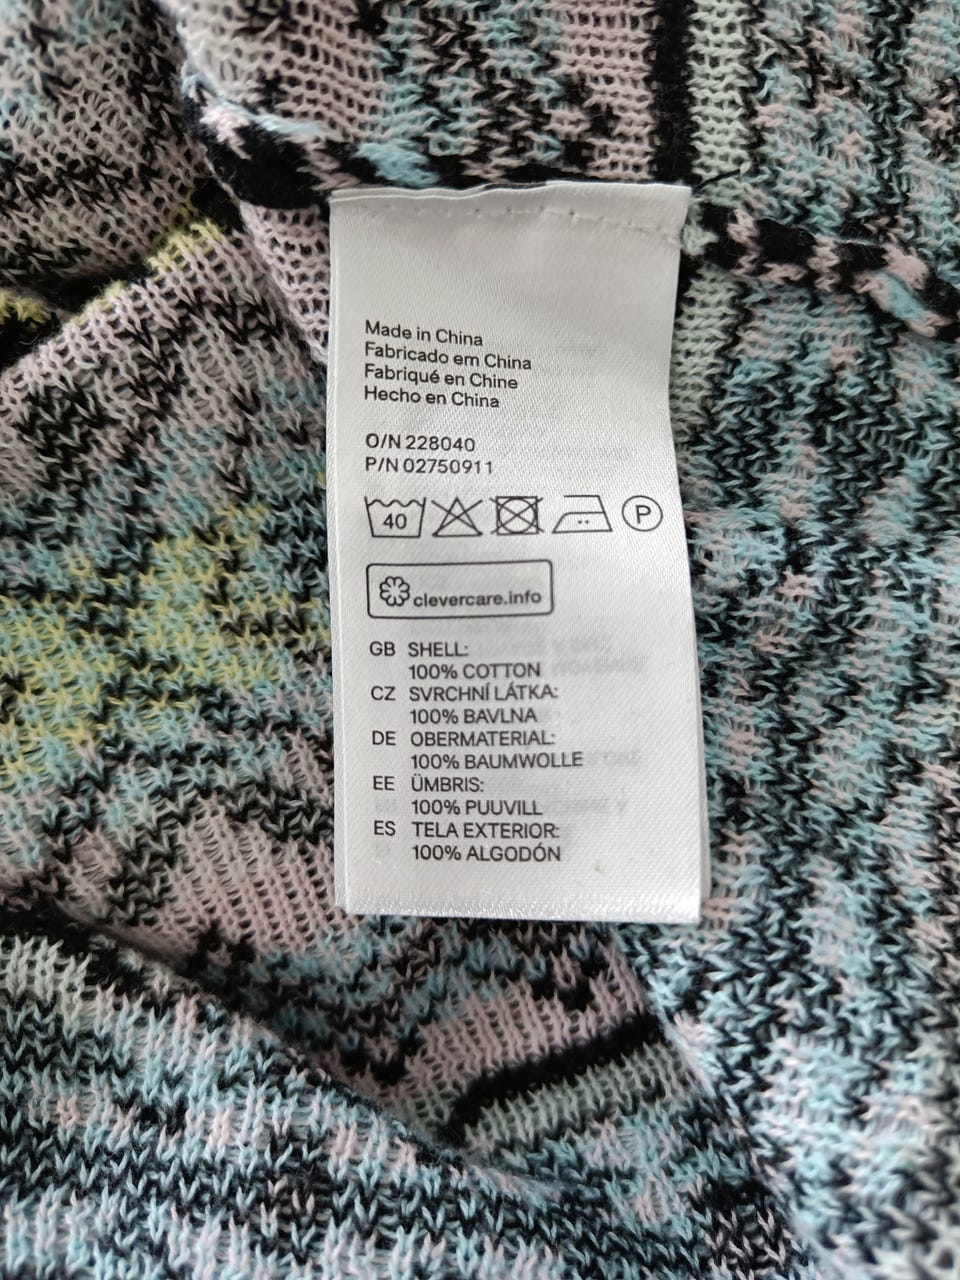 Made in China
Fabricado em China
Fabriqué en Chine
Hecho en China
O/N 228040
P/N 02750911
40 P
clevercare.info
GB SHELL:
100% COTTON
CZ SVRCHNÍ LÁTKA:
100% BAVLNA
DE OBERMATERIAL:
100% BAUMWOLLE
EE ÜMBRIS:
100% PUUVILL
ES TELA EXTERIOR:
100% ALGODÓN